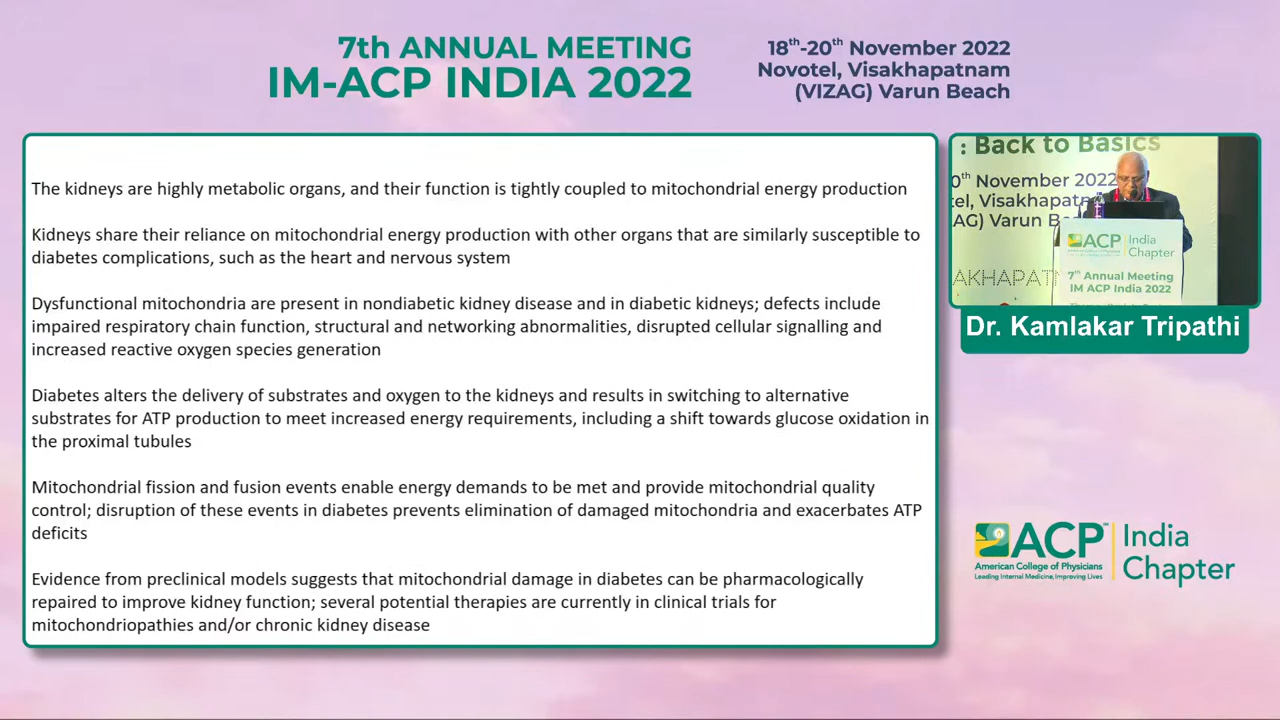 7th ANNUAL MEETING
IM-ACP INDIA 2022
18th-20th November 2022
Novotel, Visakhapatnam
(VIZAG) Varun Beach
The kidneys are highly metabolic organs, and their function is tightly coupled to mitochondrial energy production
Kidneys share their reliance on mitochondrial energy production with other organs that are similarly susceptible to
diabetes complications, such as the heart and nervous system
Dysfunctional mitochondria are present in nondiabetic kidney disease and in diabetic kidneys; defects include
impaired respiratory chain function, structural and networking abnormalities, disrupted cellular signalling and
increased reactive oxygen species generation
Diabetes alters the delivery of substrates and oxygen to the kidneys and results in switching to alternative
substrates for ATP production to meet increased energy requirements, including a shift towards glucose oxidation in
the proximal tubules
Mitochondrial fission and fusion events enable energy demands to be met and provide mitochondrial quality
control; disruption of these events in diabetes prevents elimination of damaged mitochondria and exacerbates ATP
deficits
Evidence from preclinical models suggests that mitochondrial damage in diabetes can be pharmacologically
repaired to improve kidney function; several potential therapies are currently in clinical trials for
mitochondriopathies and/or chronic kidney disease
: Back to Basics
0th November 2022
tel, Visakhapatn
AG) Varun B
ACP India
Chapter
7th Annual Meeting
IM ACP India 2022
AKHAPAT
Dr. Kamlakar Tripathi
ACP™ India
American College of Physicians Chapter
Leading Internal Medicine, Improving Lives